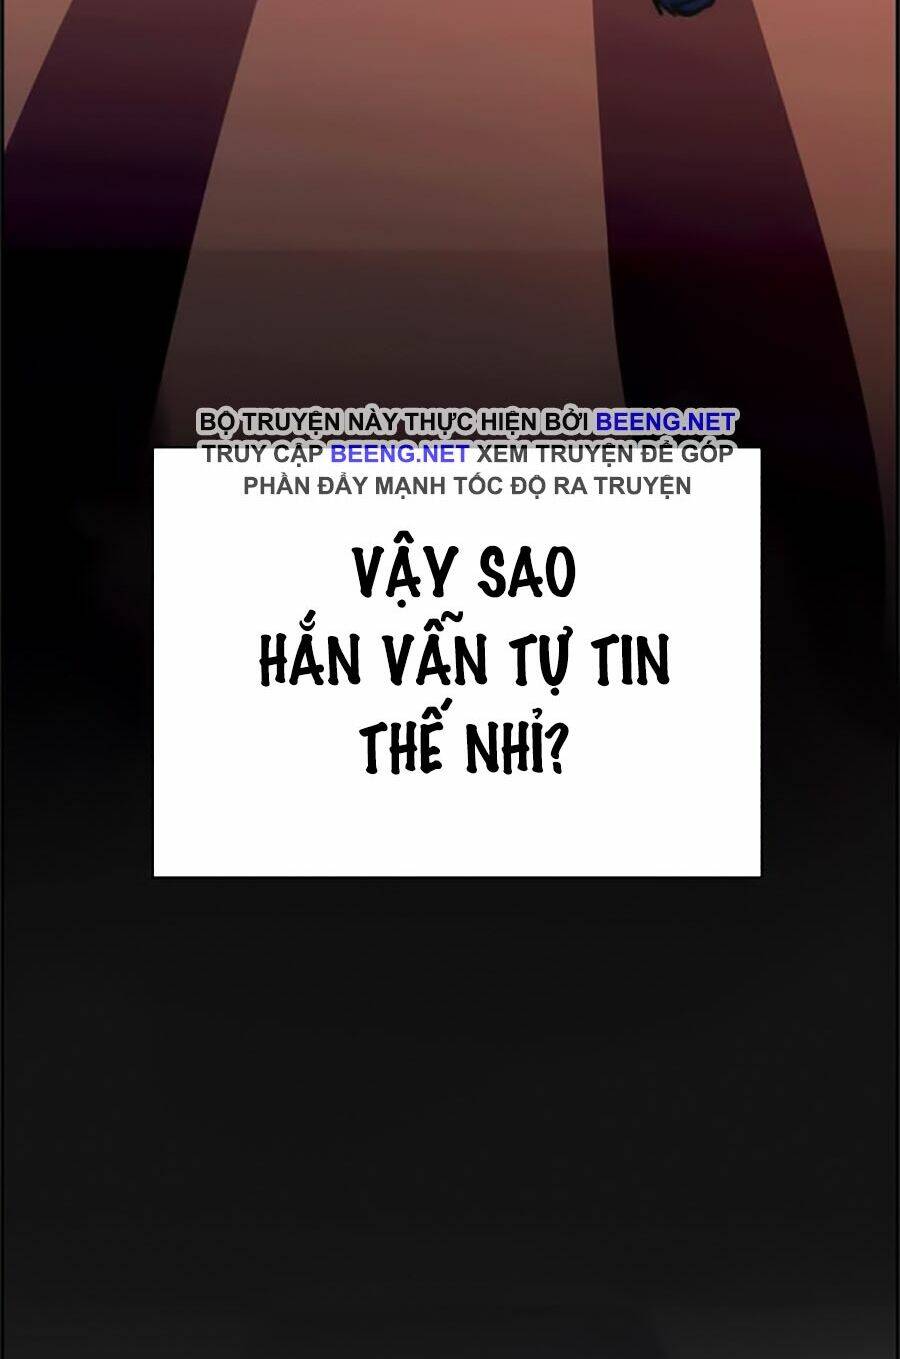 BỘ TRUYỆN NÀY THỰC HIỆN BỞI BEENG.NET
TRUY CẬP BEENG.NET XEM TRUYỆN ĐỂ GÓP
PHẦN ĐẨY MẠNH TỐC ĐỘ RA TRUYỆN
VẬY SAO
HẮN VẪN TỰ TIN
THẾ NHỈ?